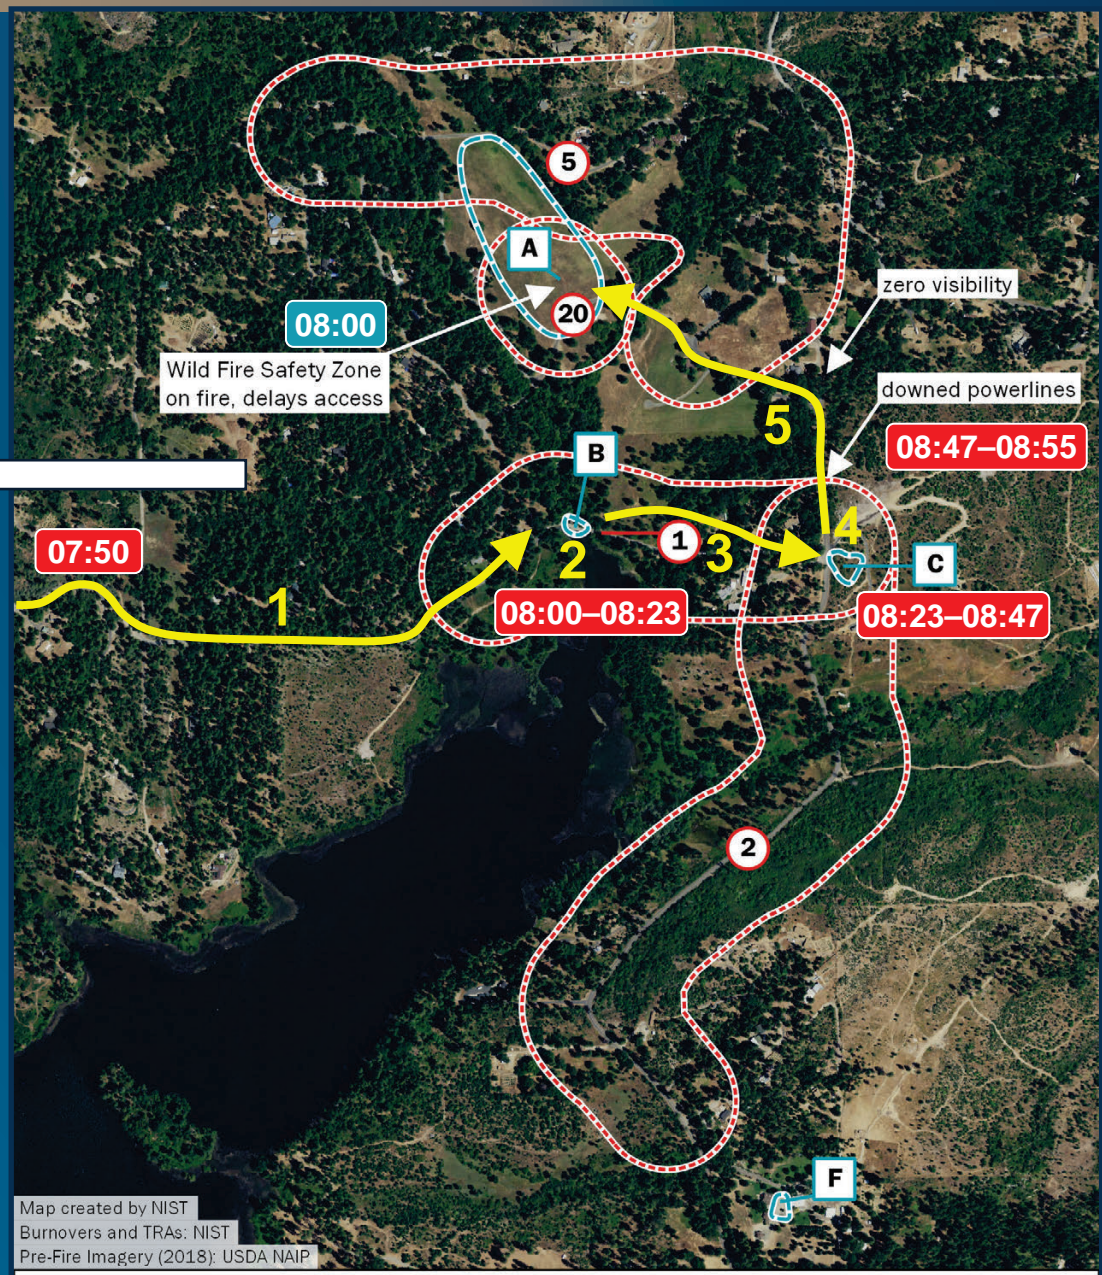 5
A
zero visibility
20
08:00
Wild Fire Safety Zone
on fire, delays access
downed powerlines
5
08:47–08:55
B
07:50
1
4
2
3
C
1
08:00–08:23
08:23–08:47
2
F
Map created by NIST
Burnovers and TRAs: NIST
Pre-Fire Imagery (2018): USDA NAIP